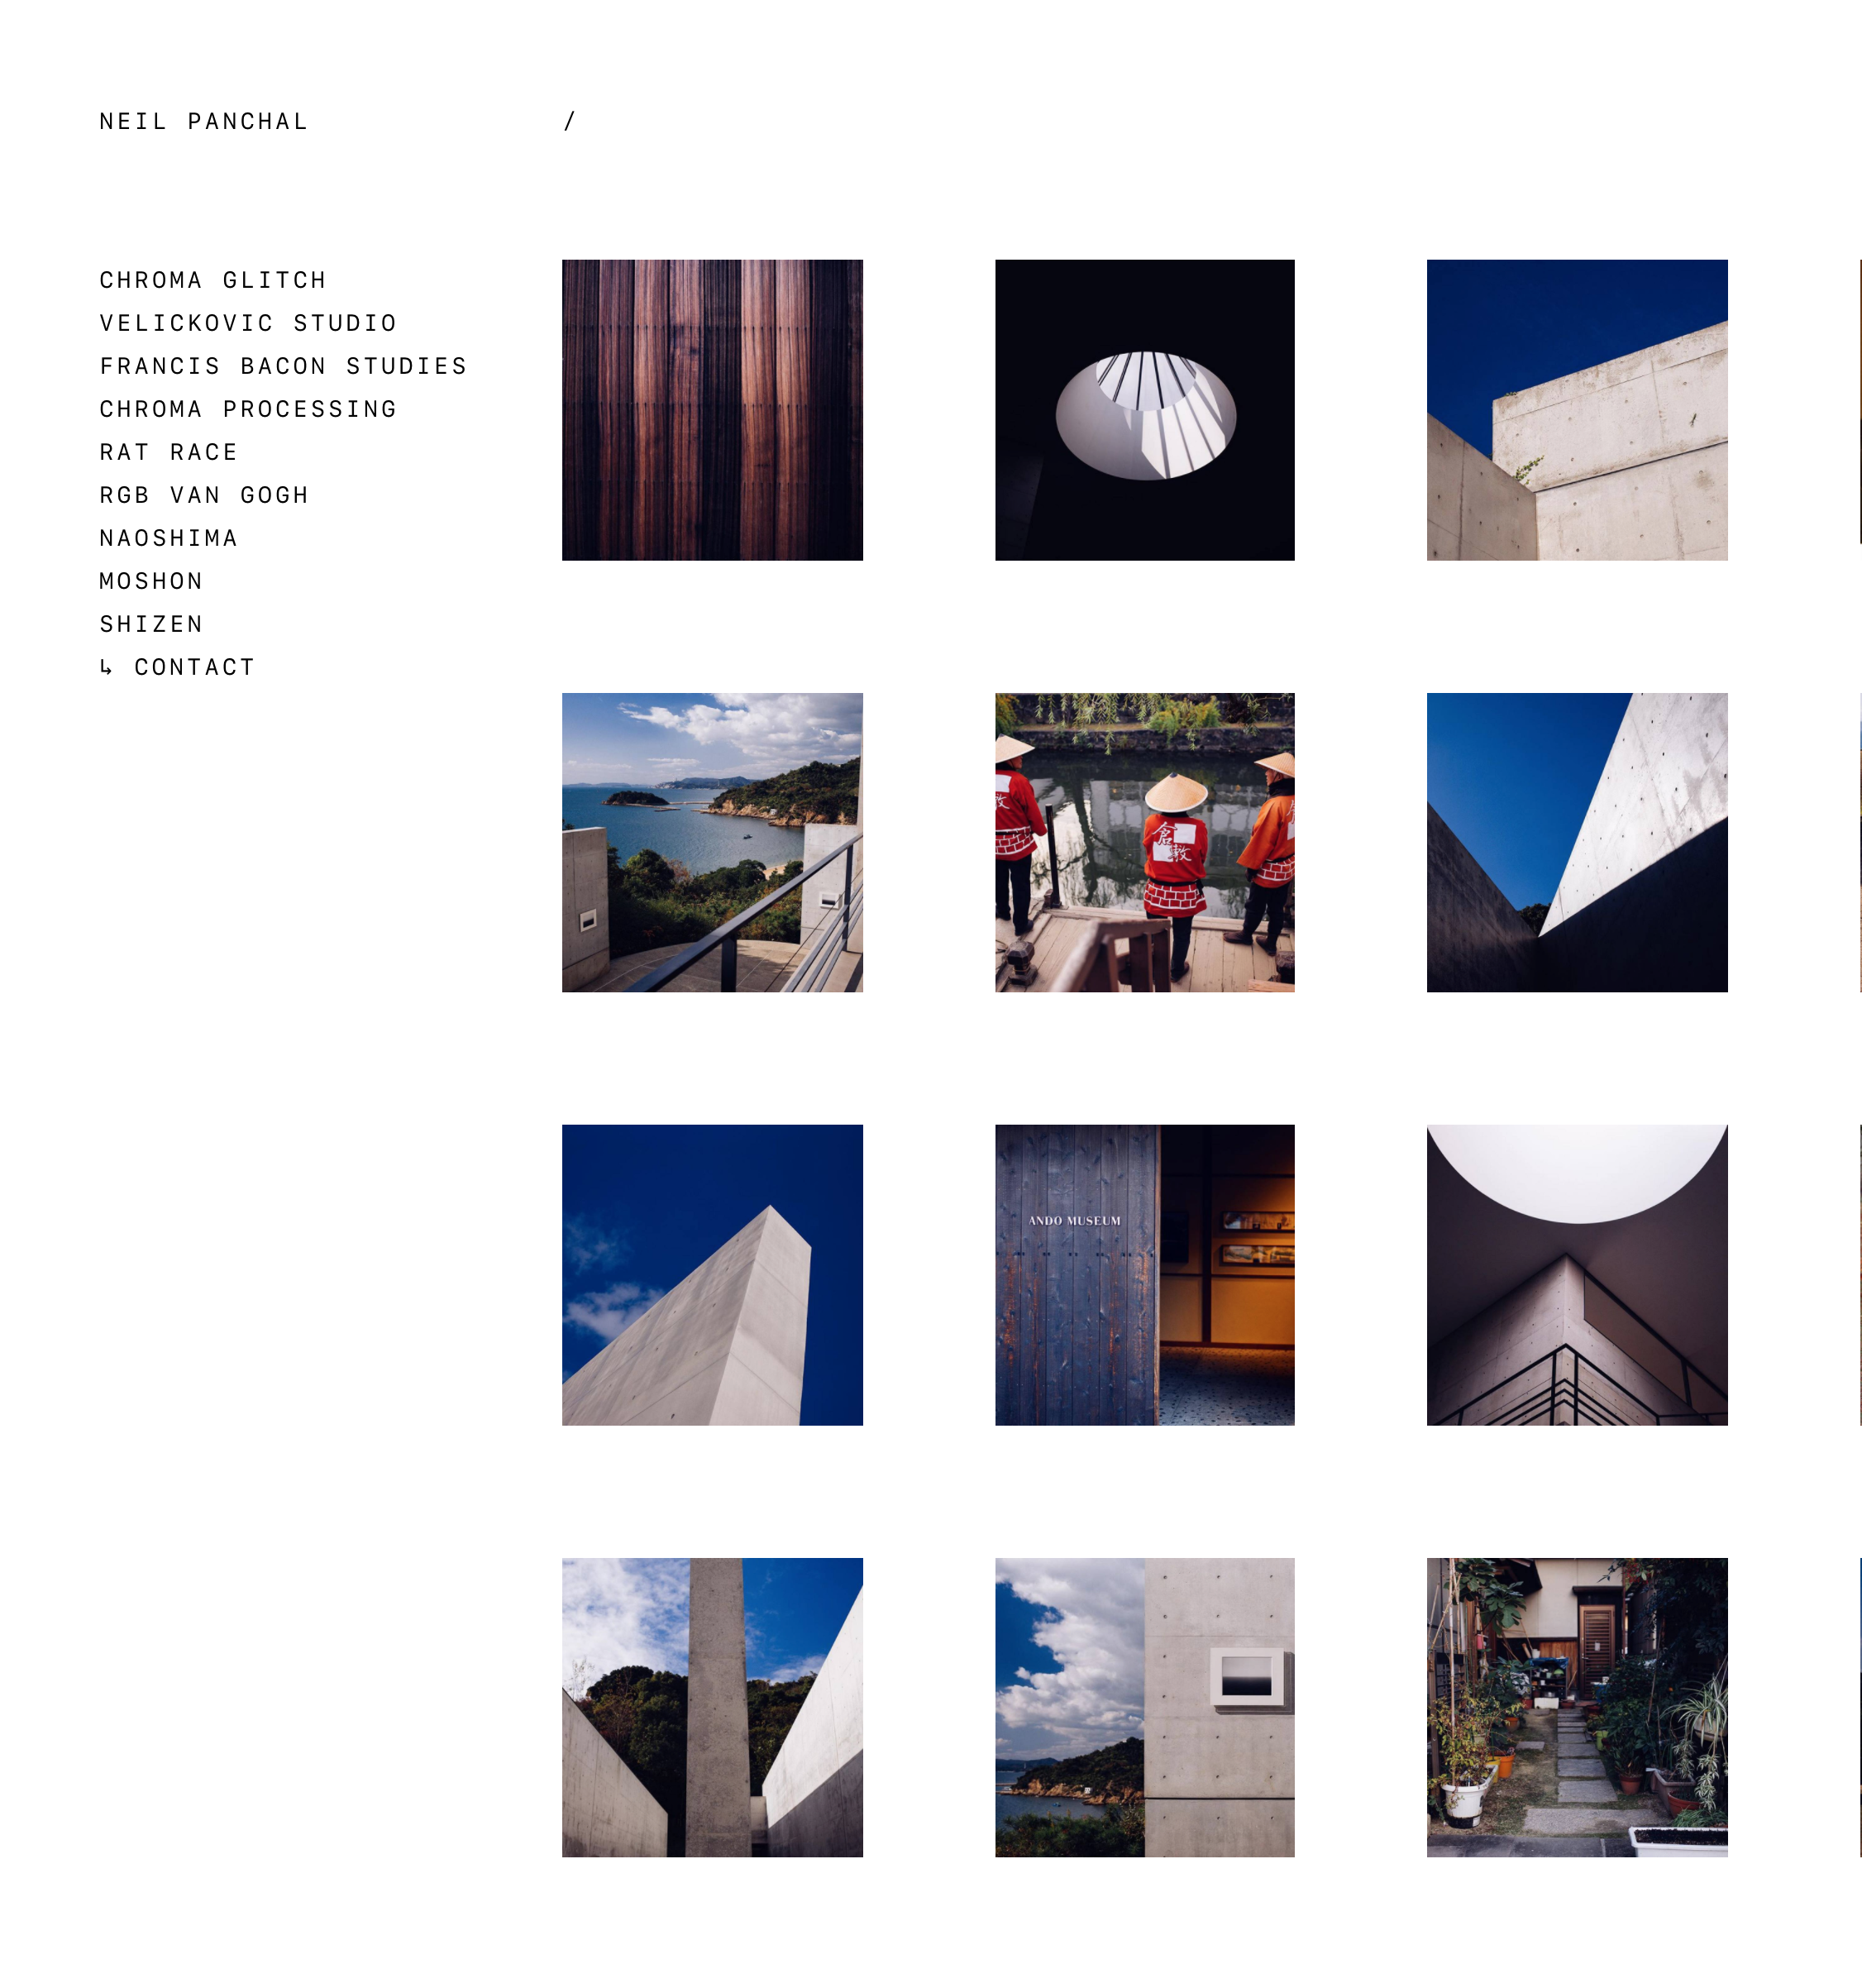 NEIL PANCHAL
/
CHROMA GLITCH
VELICKOVIC STUDIO
FRANCIS BACON STUDIES
CHROMA PROCESSING
RAT RACE
RGB VAN GOGH
NAOSHIMA
MOSHON
SHIZEN
↳ CONTACT
倉敷
ANDO MUSEUM